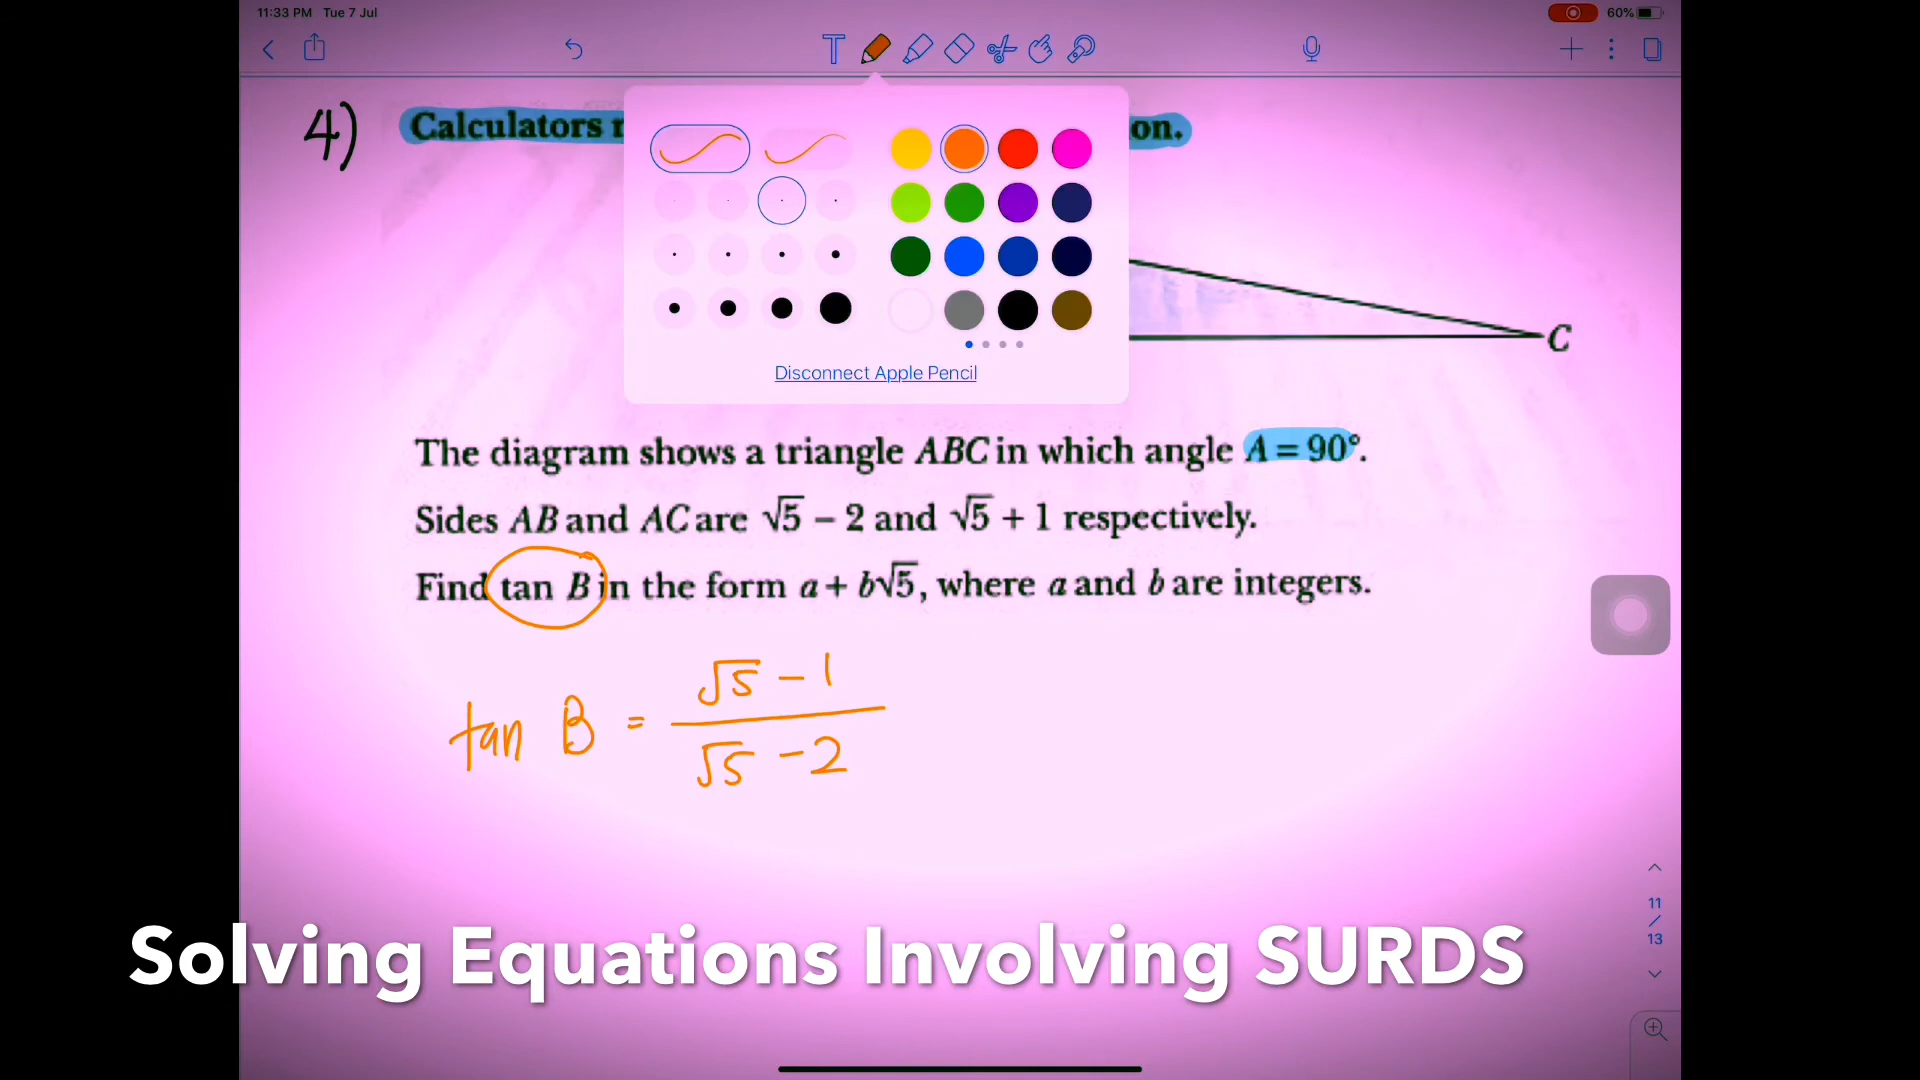 11:33 PM Tue 7 Jul
60%
4) Calculators on.
Disconnect Apple Pencil
C
The diagram shows a triangle ABC in which angle A = 90°.
Sides AB and AC are √5 − 2 and √5 + 1 respectively.
Find tan B in the form a + b√5, where a and b are integers.
tan B = √5 − 1
√5 − 2
11
/
13
Solving Equations Involving SURDS